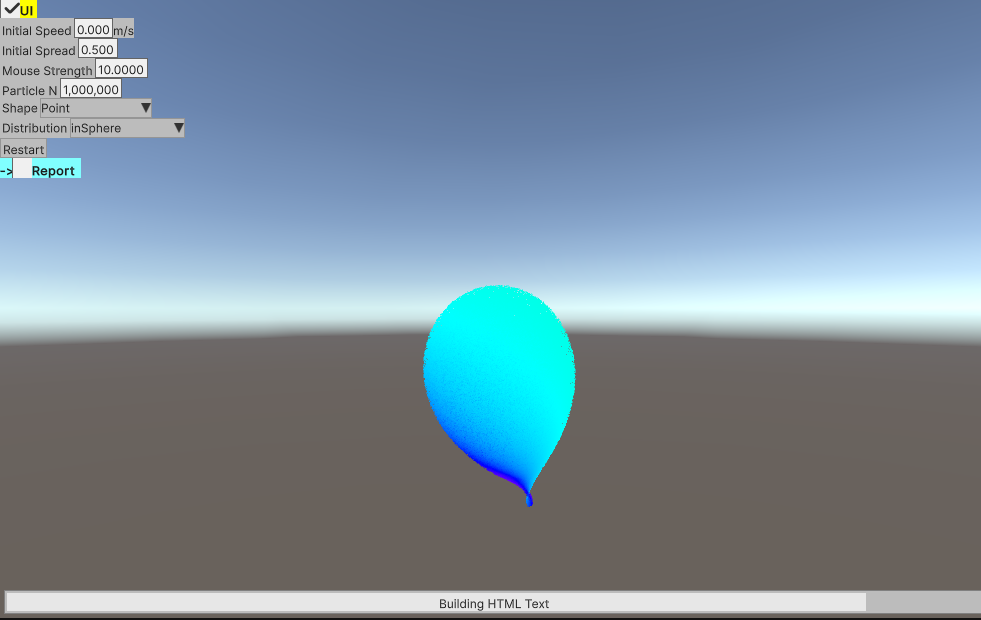 UI
Initial Speed 0.000 m/s
Initial Spread 0.500
Mouse Strength 10.0000
Particle N 1,000,000
Shape Point
Distribution inSphere
Restart
-> Report
Building HTML Text